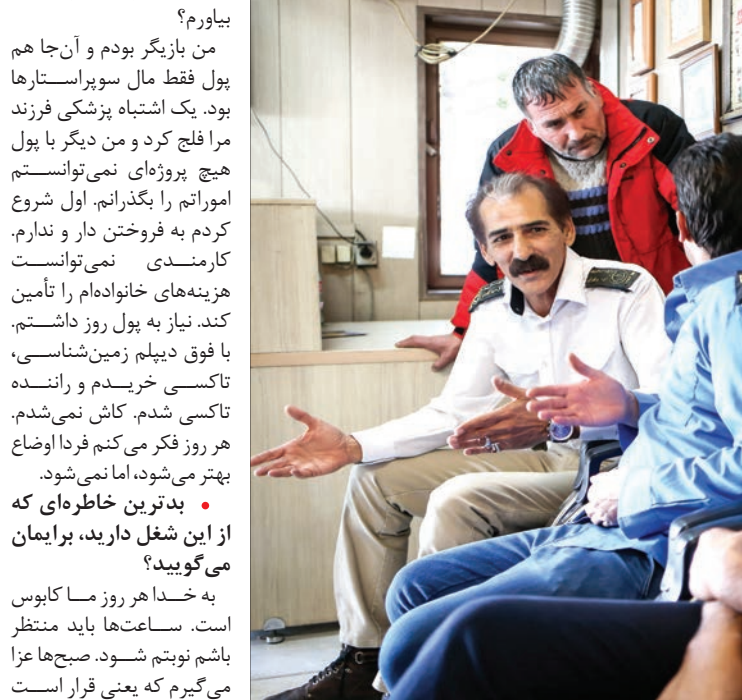 بیاورم؟
من بازیگر بودم و آن‌جا هم
پول فقط مال سوپراستارها
بود. یک اشتباه پزشکی فرزند
مرا فلج کرد و من دیگر با پول
هیچ پروژه‌ای نمی‌توانستم
اموراتم را بگذرانم. اول شروع
کردم به فروختن دار و ندارم.
کارمندی نمی‌توانست
هزینه‌های خانواده‌ام را تأمین
کند. نیاز به پول روز داشتم.
با فوق دیپلم زمین‌شناسی،
تاکسی خریدم و راننده
تاکسی شدم. کاش نمی‌شدم.
هر روز فکر می‌کنم فردا اوضاع
بهتر می‌شود، اما نمی‌شود.
• بدترین خاطره‌ای که
از این شغل دارید، برایمان
می‌گویید؟
به خدا هر روز ما کابوس
است. ساعت‌ها باید منتظر
باشم نوبتم شود. صبح‌ها عزا
می‌گیرم که یعنی قرار است